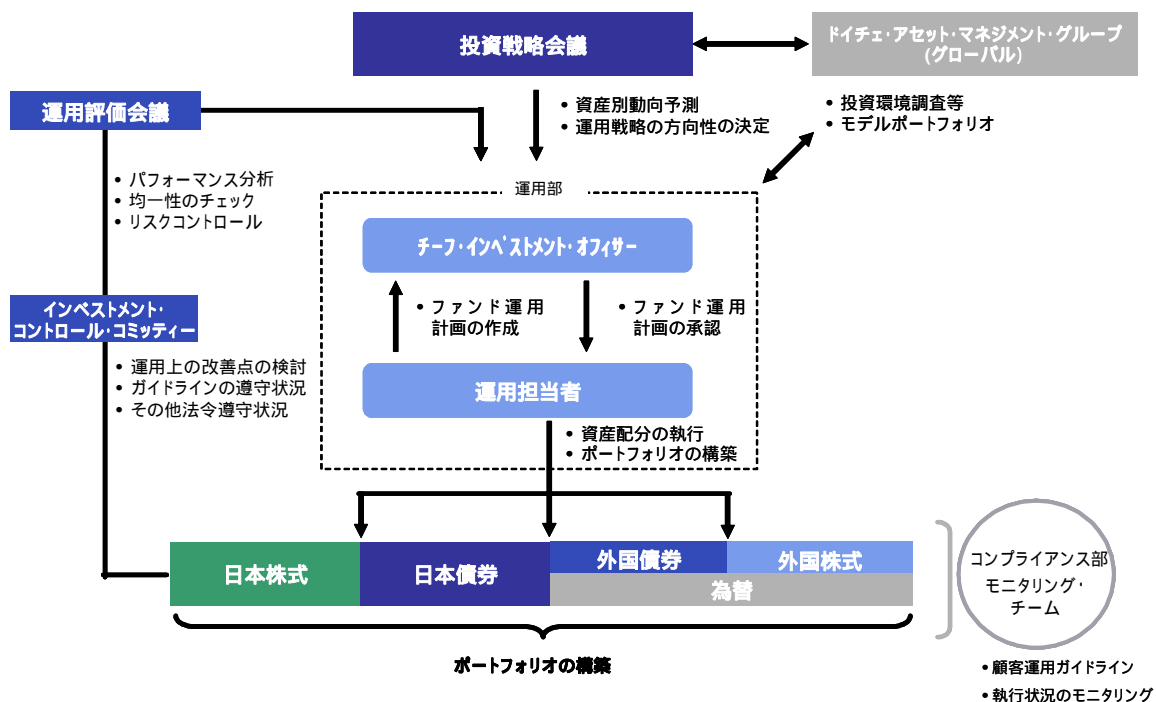 投資戦略会議
ドイチェ・アセット・マネジメント・グループ
(グローバル)
運用評価会議
• 資産別動向予測
• 運用戦略の方向性の決定
• 投資環境調査等
• モデルポートフォリオ
• パフォーマンス分析
• 均一性のチェック
• リスクコントロール
運用部
チーフ・インベストメント・オフィサー
• ファンド運用
計画の作成
• ファンド運用
計画の承認
インベストメント・
コントロール・コミッティー
• 運用上の改善点の検討
• ガイドラインの遵守状況
• その他法令遵守状況
運用担当者
• 資産配分の執行
• ポートフォリオの構築
日本株式
日本債券
外国債券
外国株式
為替
コンプライアンス部
モニタリング・
チーム
ポートフォリオの構築
• 顧客運用ガイドライン
• 執行状況のモニタリング